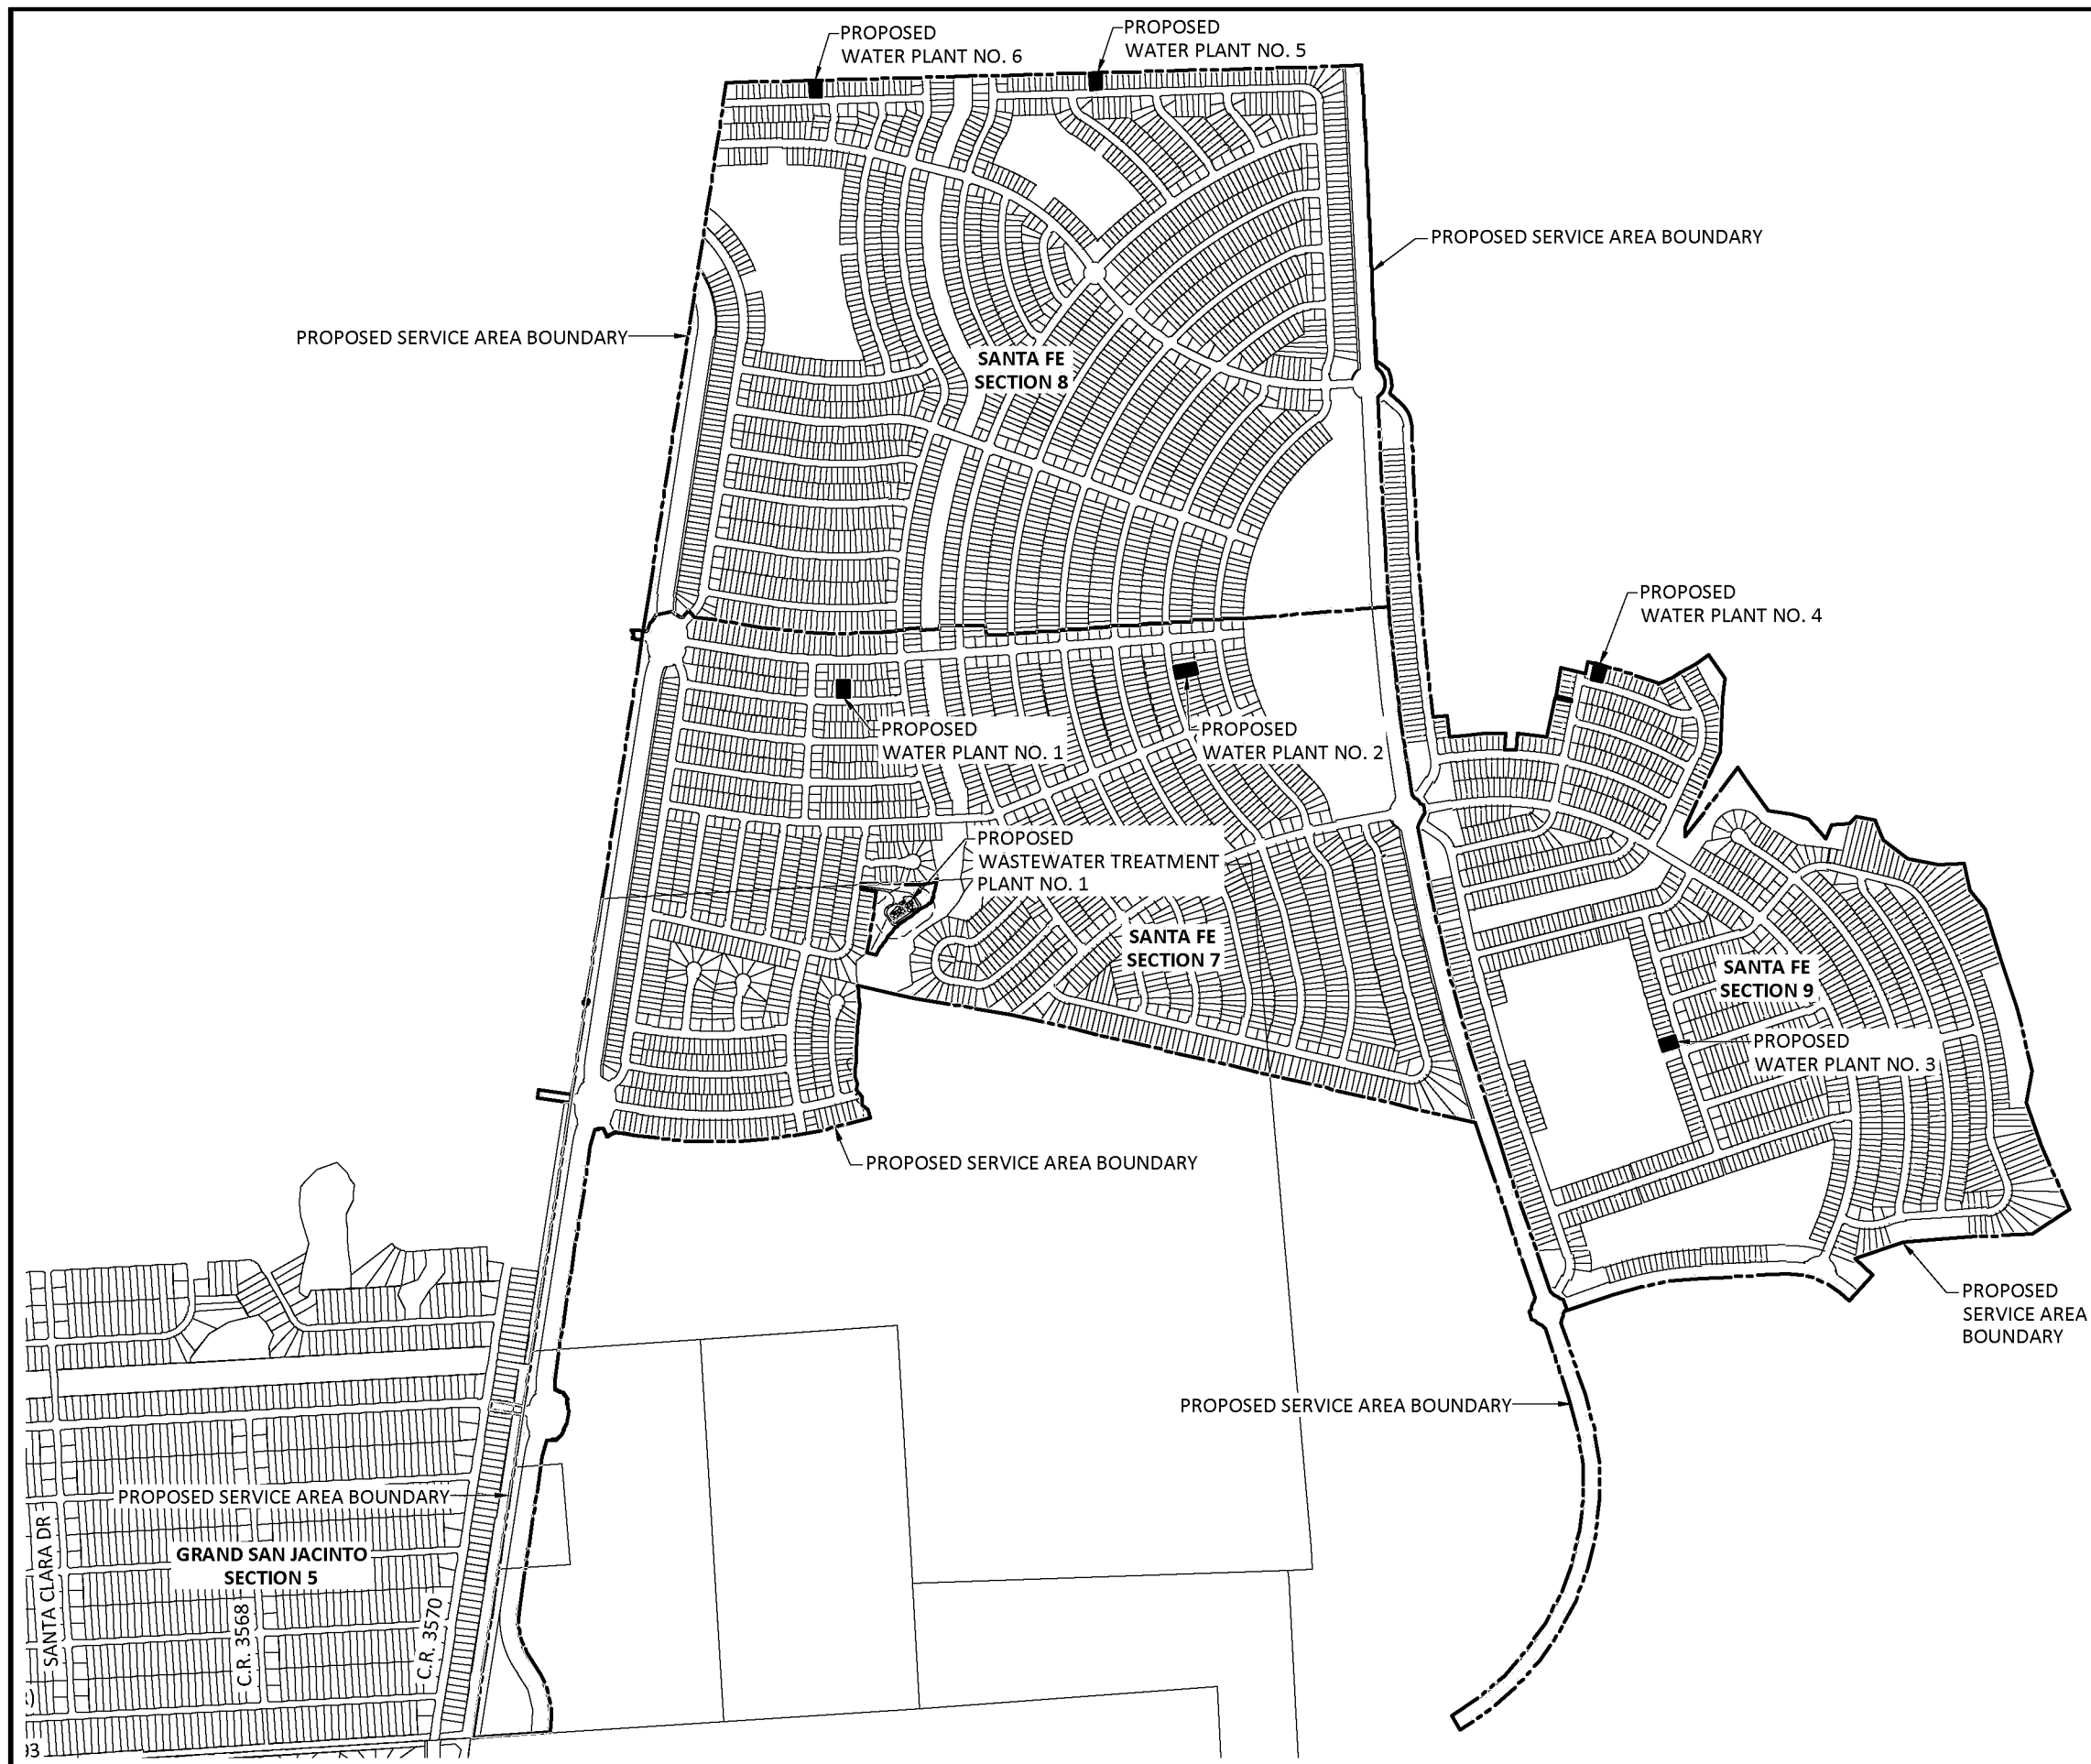 PROPOSED
WATER PLANT NO. 6
PROPOSED
WATER PLANT NO. 5
PROPOSED SERVICE AREA BOUNDARY
PROPOSED SERVICE AREA BOUNDARY
SANTA FE
SECTION 8
PROPOSED
WATER PLANT NO. 4
PROPOSED
WATER PLANT NO. 1
PROPOSED
WATER PLANT NO. 2
PROPOSED
WASTEWATER TREATMENT
PLANT NO. 1
SANTA FE
SECTION 7
SANTA FE
SECTION 9
PROPOSED
WATER PLANT NO. 3
PROPOSED SERVICE AREA BOUNDARY
PROPOSED
SERVICE AREA
BOUNDARY
PROPOSED SERVICE AREA BOUNDARY
PROPOSED SERVICE AREA BOUNDARY
GRAND SAN JACINTO
SECTION 5
SANTA CLARA DR
C.R. 3568
C.R. 3570